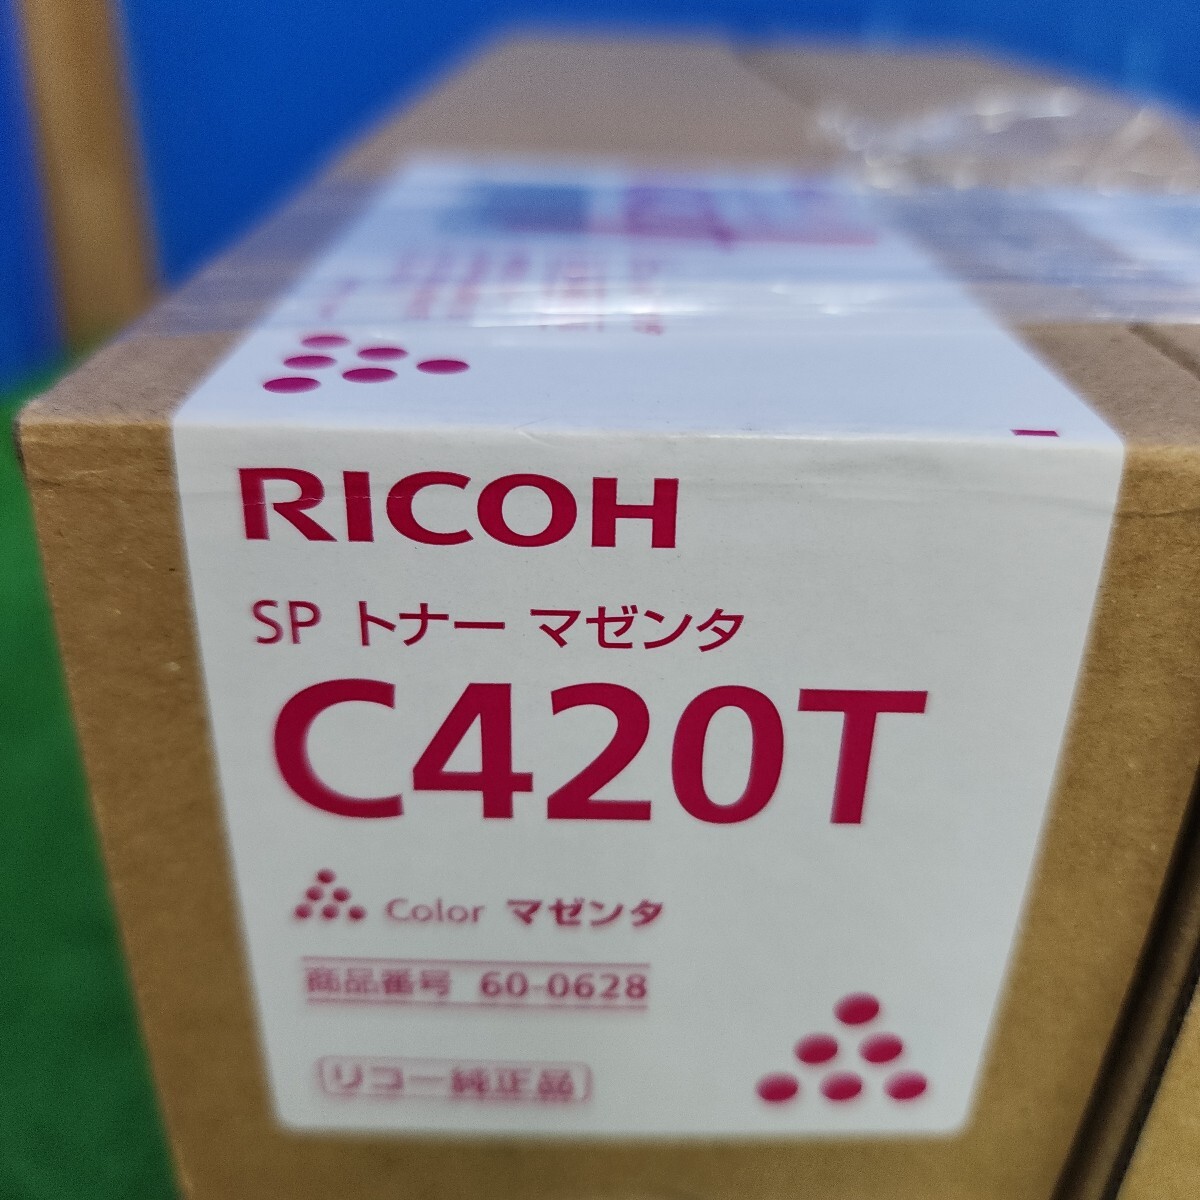 RICOH
SP トナー マゼンタ
C420T
Color マゼンタ
商品番号 60-0628
リコー純正品